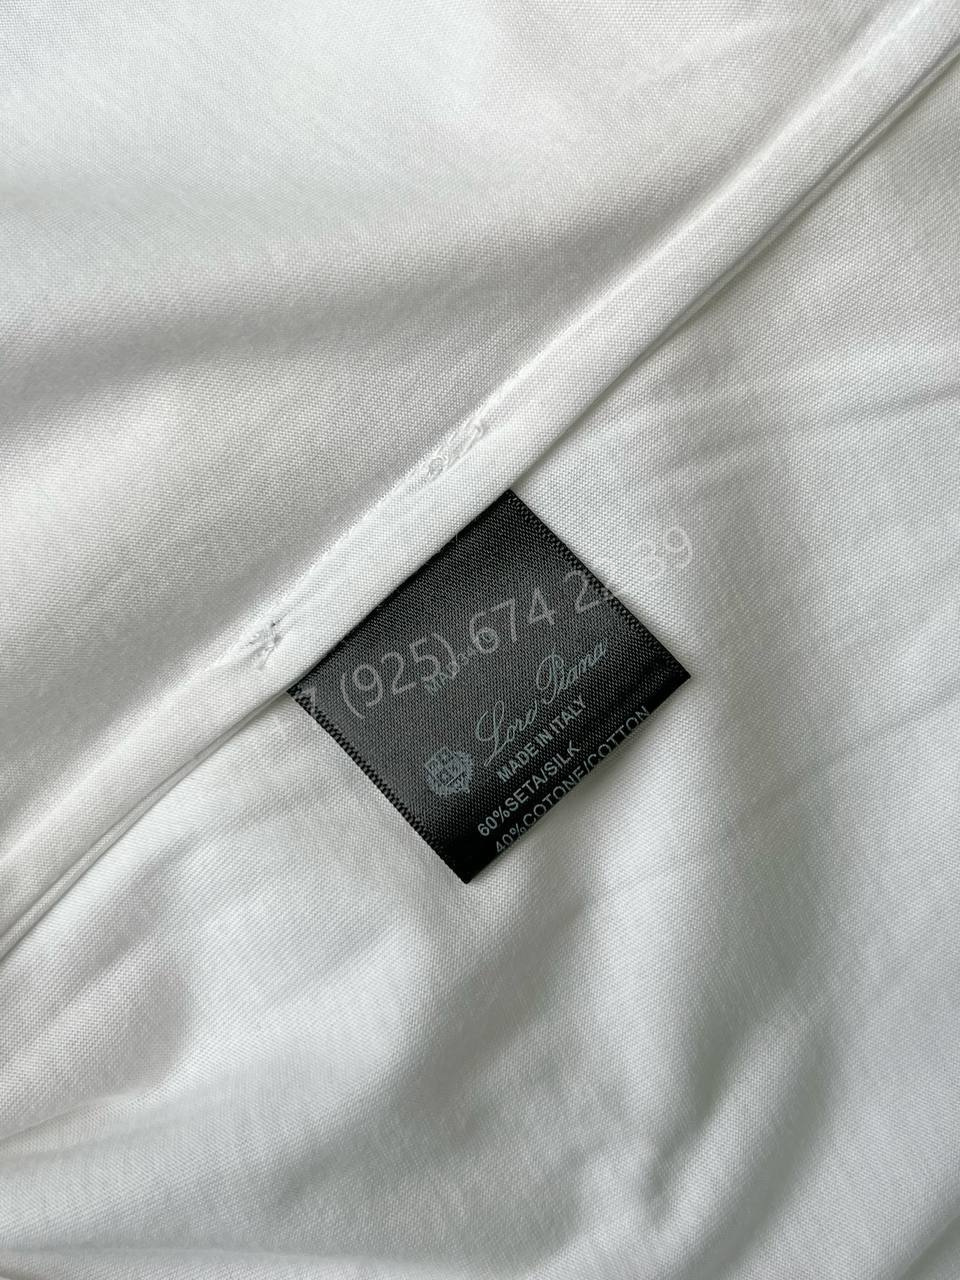 (925) 674 2 39
Loro Piana
MADE IN ITALY
60%SETA/SILK
40%COTONE/COTTON